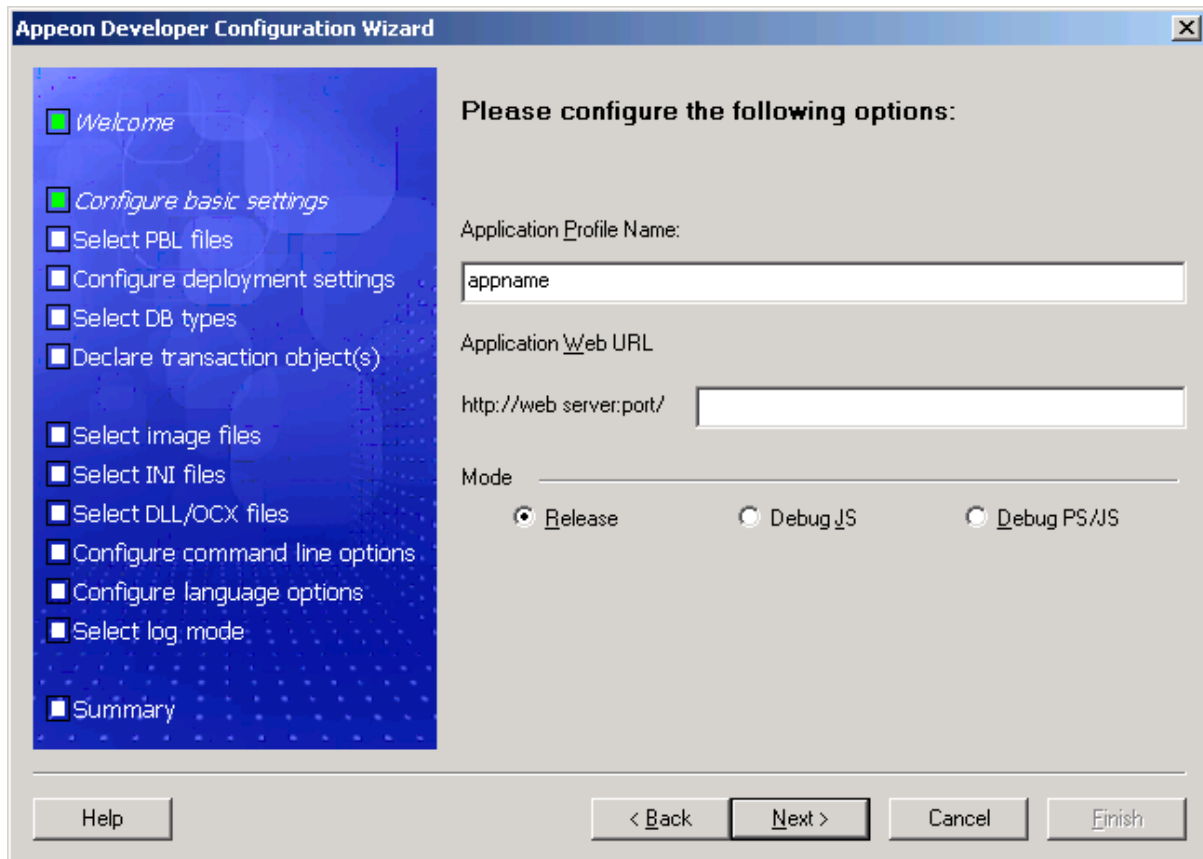 Appeon Developer Configuration Wizard
Welcome
Configure basic settings
Select PBL files
Configure deployment settings
Select DB types
Declare transaction object(s)
Select image files
Select INI files
Select DLL/OCX files
Configure command line options
Configure language options
Select log mode
Summary
Please configure the following options:
Application Profile Name:
appname
Application Web URL
http://web server:port/
Mode
Release
Debug JS
Debug PS/JS
Help
< Back
Next >
Cancel
Finish